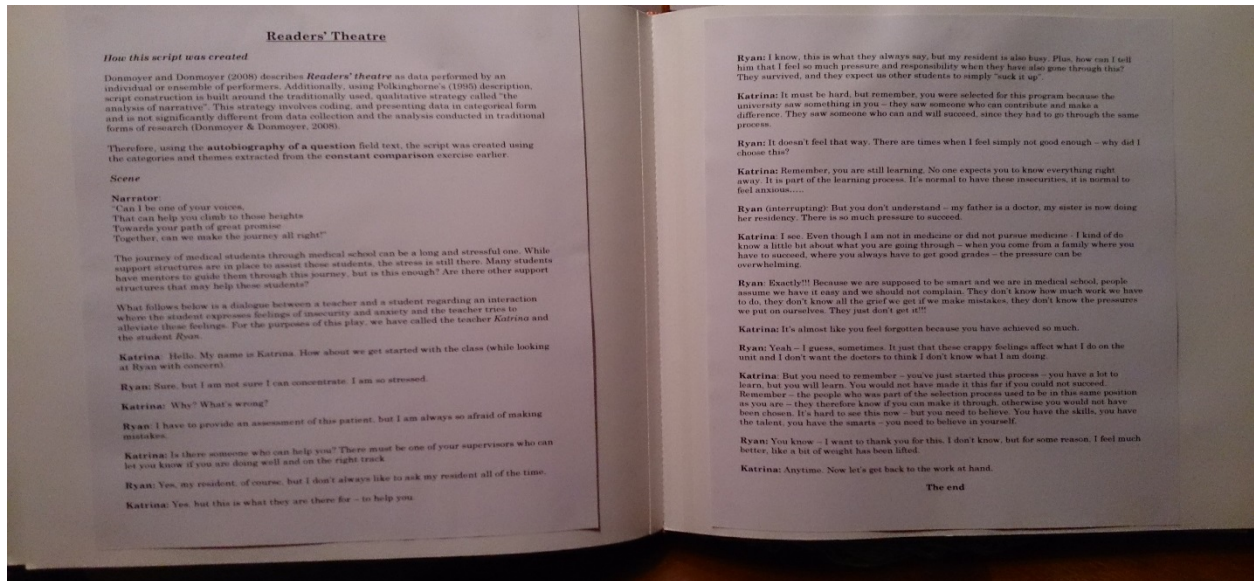 Readers' Theatre
How this script was created
Donmoyer and Donmoyer (2008) describes Readers' theatre as data performed by an
individual or ensemble of performers. Additionally, using Polkinghorne's (1995) description,
script construction is built around the traditionally used, qualitative strategy called "the
analysis of narrative". This strategy involves coding, and presenting data in categorical form
and is not significantly different from data collection and the analysis conducted in traditional
forms of research (Donmoyer & Donmoyer, 2008).
Therefore, using the autobiography of a question field text, the script was created using
the categories and themes extracted from the constant comparison exercise earlier.
Scene
Narrator:
"Can I be one of your voices,
That can help you climb to those heights
Towards your path of great promise
Together, can we make the journey all right?"
The journey of medical students through medical school can be a long and stressful one. While
support structures are in place to assist these students, the stress is still there. Many students
have mentors to guide them through this journey, but is this enough? Are there other support
structures that may help these students?
What follows below is a dialogue between a teacher and a student regarding an interaction
where the student expresses feelings of insecurity and anxiety and the teacher tries to
alleviate these feelings. For the purposes of this play, we have called the teacher Katrina and
the student Ryan.
Katrina: Hello. My name is Katrina. How about we get started with the class (while looking
at Ryan with concern).
Ryan: Sure, but I am not sure I can concentrate. I am so stressed.
Katrina: Why? What's wrong?
Ryan: I have to provide an assessment of this patient, but I am always so afraid of making
mistakes.
Katrina: Is there someone who can help you? There must be one of your supervisors who can
let you know if you are doing well and on the right track.
Ryan: Yes, my resident, of course, but I don't always like to ask my resident all of the time.
Katrina: Yes, but this is what they are there for – to help you.
Ryan: I know, this is what they always say, but my resident is also busy. Plus, how can I tell
him that I feel so much pressure and responsibility when they have also gone through this?
They survived, and they expect us other students to simply "suck it up".
Katrina: It must be hard, but remember, you were selected for this program because the
university saw something in you – they saw someone who can contribute and make a
difference. They saw someone who can and will succeed, since they had to go through the same
process.
Ryan: It doesn't feel that way. There are times when I feel simply not good enough – why did I
choose this?
Katrina: Remember, you are still learning. No one expects you to know everything right
away. It is part of the learning process. It's normal to have these insecurities, it is normal to
feel anxious.....
Ryan (interrupting): But you don't understand – my father is a doctor, my sister is now doing
her residency. There is so much pressure to succeed.
Katrina: I see. Even though I am not in medicine or did not pursue medicine - I kind of do
know a little bit about what you are going through – when you come from a family where you
have to succeed, where you always have to get good grades – the pressure can be
overwhelming.
Ryan: Exactly!!! Because we are supposed to be smart and we are in medical school, people
assume we have it easy and we should not complain. They don't know how much work we have
to do, they don't know all the grief we get if we make mistakes, they don't know the pressures
we put on ourselves. They just don't get it!!!
Katrina: It's almost like you feel forgotten because you have achieved so much.
Ryan: Yeah – I guess, sometimes. It just that these crappy feelings affect what I do on the
unit and I don't want the doctors to think I don't know what I am doing.
Katrina: But you need to remember – you've just started this process – you have a lot to
learn, but you will learn. You would not have made it this far if you could not succeed.
Remember – the people who was part of the selection process used to be in this same position
as you are – they therefore know if you can make it through, otherwise you would not have
been chosen. It's hard to see this now – but you need to believe. You have the skills, you have
the talent, you have the smarts – you need to believe in yourself.
Ryan: You know – I want to thank you for this. I don't know, but for some reason, I feel much
better, like a bit of weight has been lifted.
Katrina: Anytime. Now let's get back to the work at hand.
The end